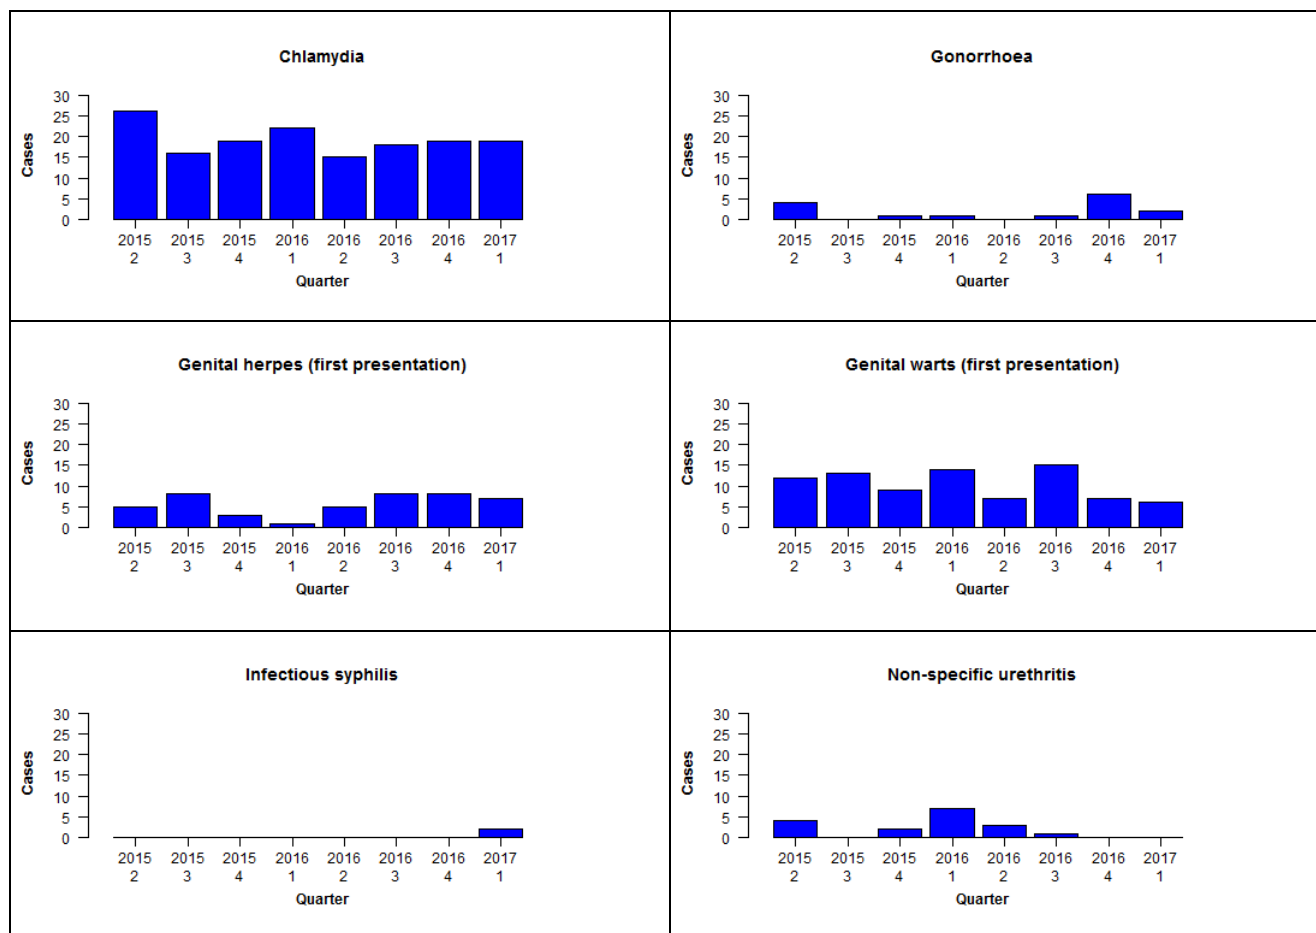 Chlamydia
30
25
20
15
10
5
0
Cases
2015 2015 2015 2016 2016 2016 2016 2017
2 3 4 1 2 3 4 1
Quarter
Gonorrhoea
30
25
20
15
10
5
0
Cases
2015 2015 2015 2016 2016 2016 2016 2017
2 3 4 1 2 3 4 1
Quarter
Genital herpes (first presentation)
30
25
20
15
10
5
0
Cases
2015 2015 2015 2016 2016 2016 2016 2017
2 3 4 1 2 3 4 1
Quarter
Genital warts (first presentation)
30
25
20
15
10
5
0
Cases
2015 2015 2015 2016 2016 2016 2016 2017
2 3 4 1 2 3 4 1
Quarter
Infectious syphilis
30
25
20
15
10
5
0
Cases
2015 2015 2015 2016 2016 2016 2016 2017
2 3 4 1 2 3 4 1
Quarter
Non-specific urethritis
30
25
20
15
10
5
0
Cases
2015 2015 2015 2016 2016 2016 2016 2017
2 3 4 1 2 3 4 1
Quarter